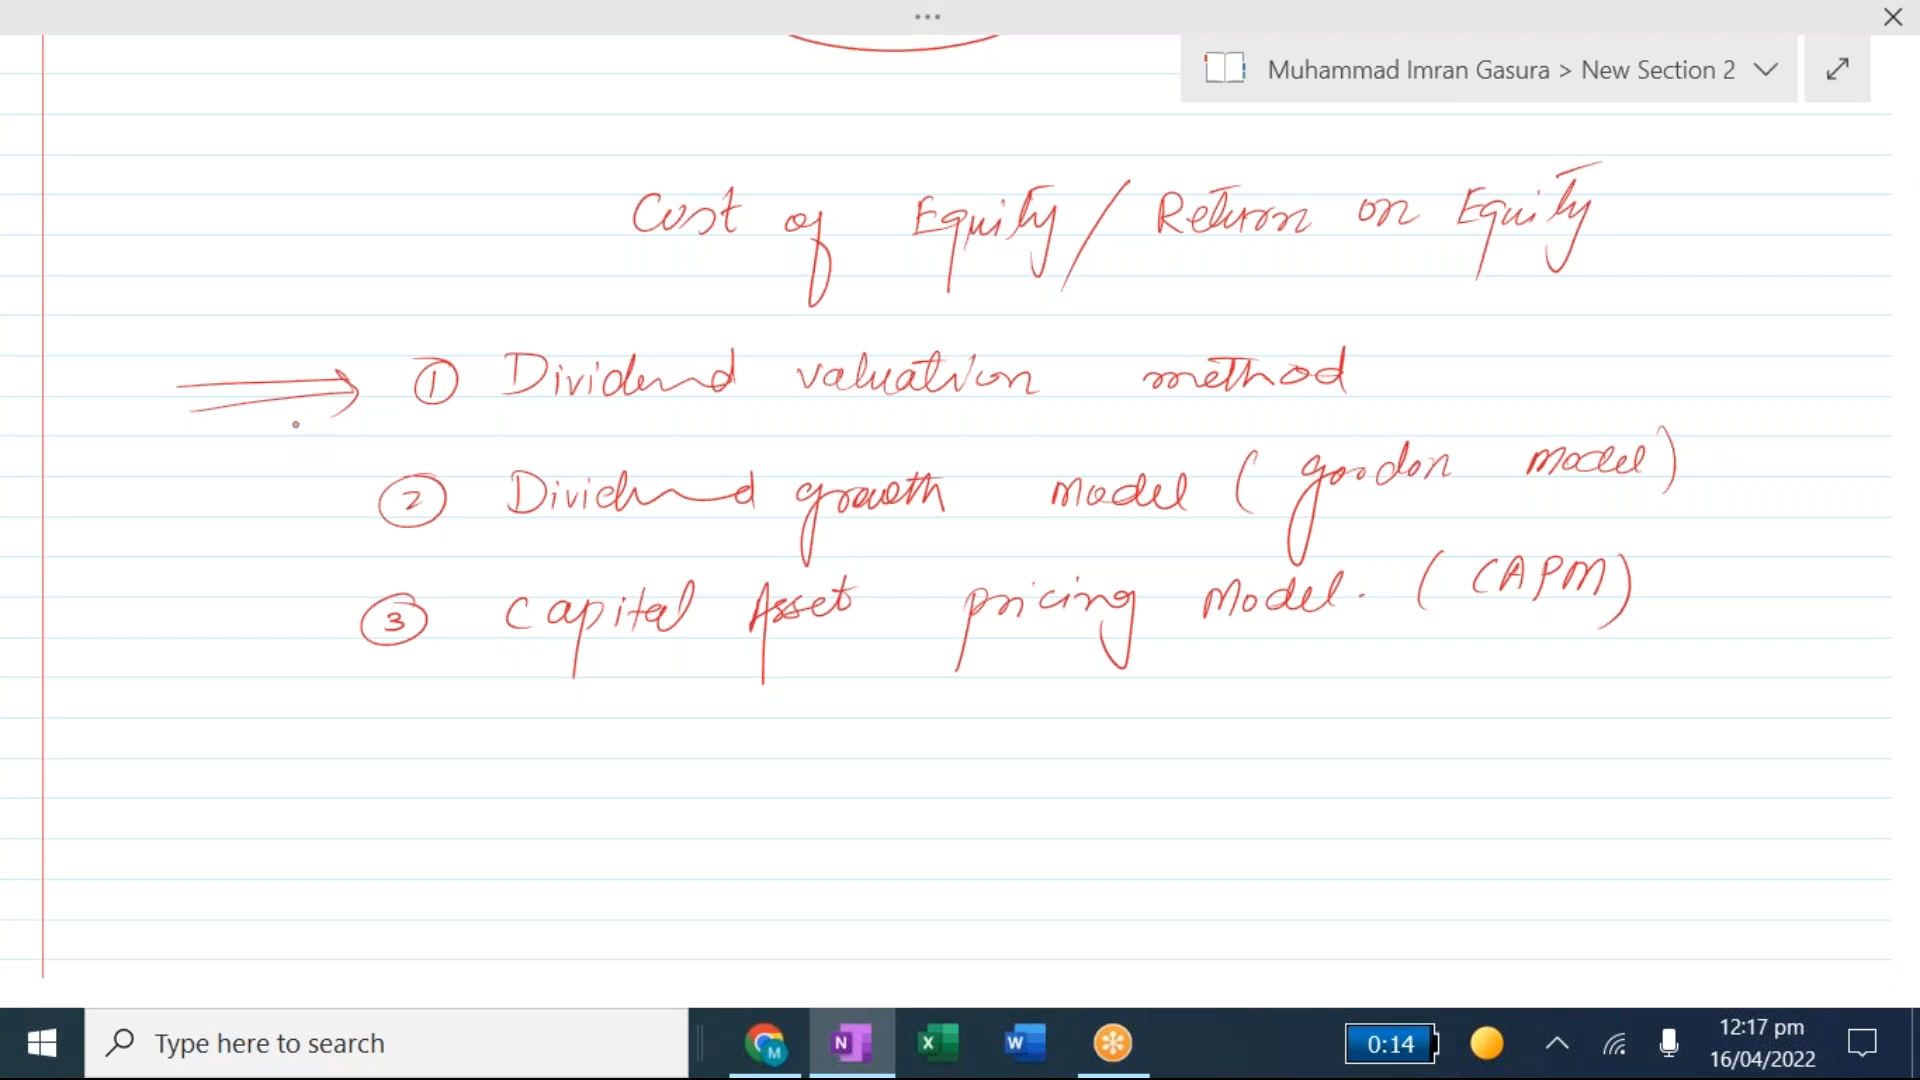 Muhammad Imran Gasura > New Section 2
Cost of Equity / Return on Equity
① Dividend valuation method
② Dividend growth model (gordon model)
③ Capital Asset pricing Model. (CAPM)
Type here to search
0:14
12:17 pm
16/04/2022